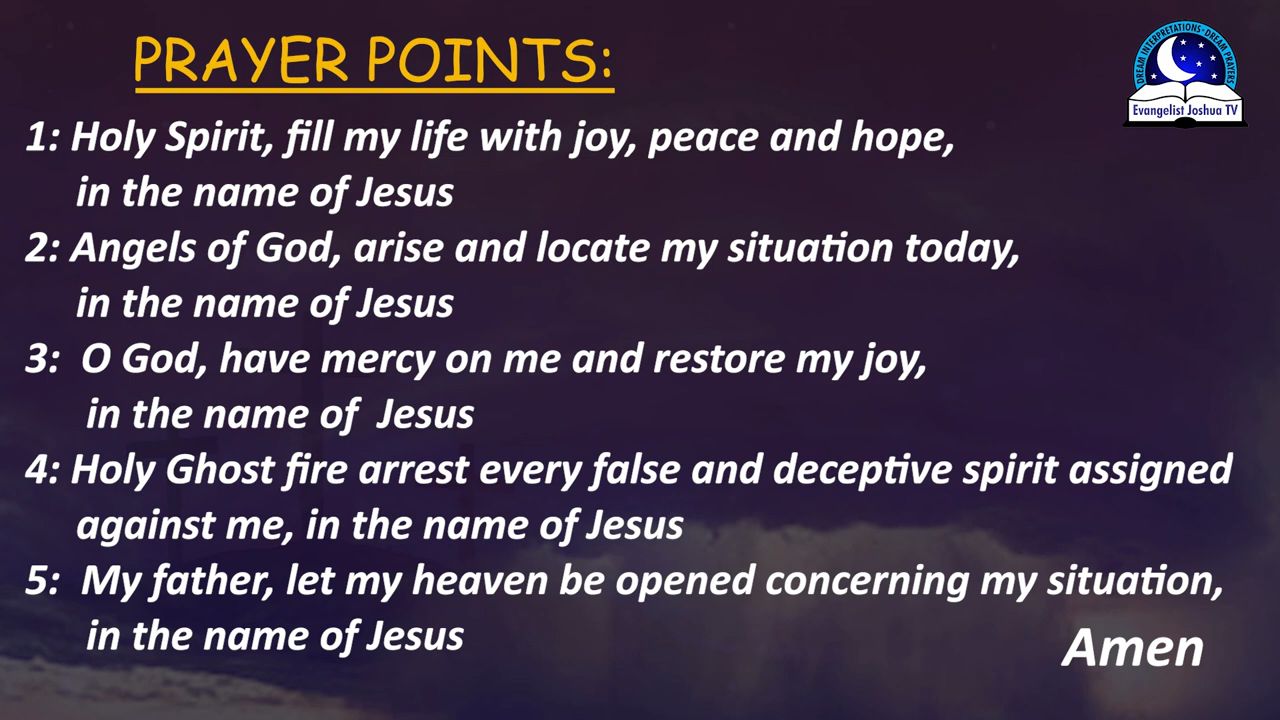 PRAYER POINTS:
DREAM INTERPRETATIONS· DREAM PRAYERS
Evangelist Joshua TV
1: Holy Spirit, fill my life with joy, peace and hope,
in the name of Jesus
2: Angels of God, arise and locate my situation today,
in the name of Jesus
3: O God, have mercy on me and restore my joy,
in the name of Jesus
4: Holy Ghost fire arrest every false and deceptive spirit assigned
against me, in the name of Jesus
5: My father, let my heaven be opened concerning my situation,
in the name of Jesus
Amen